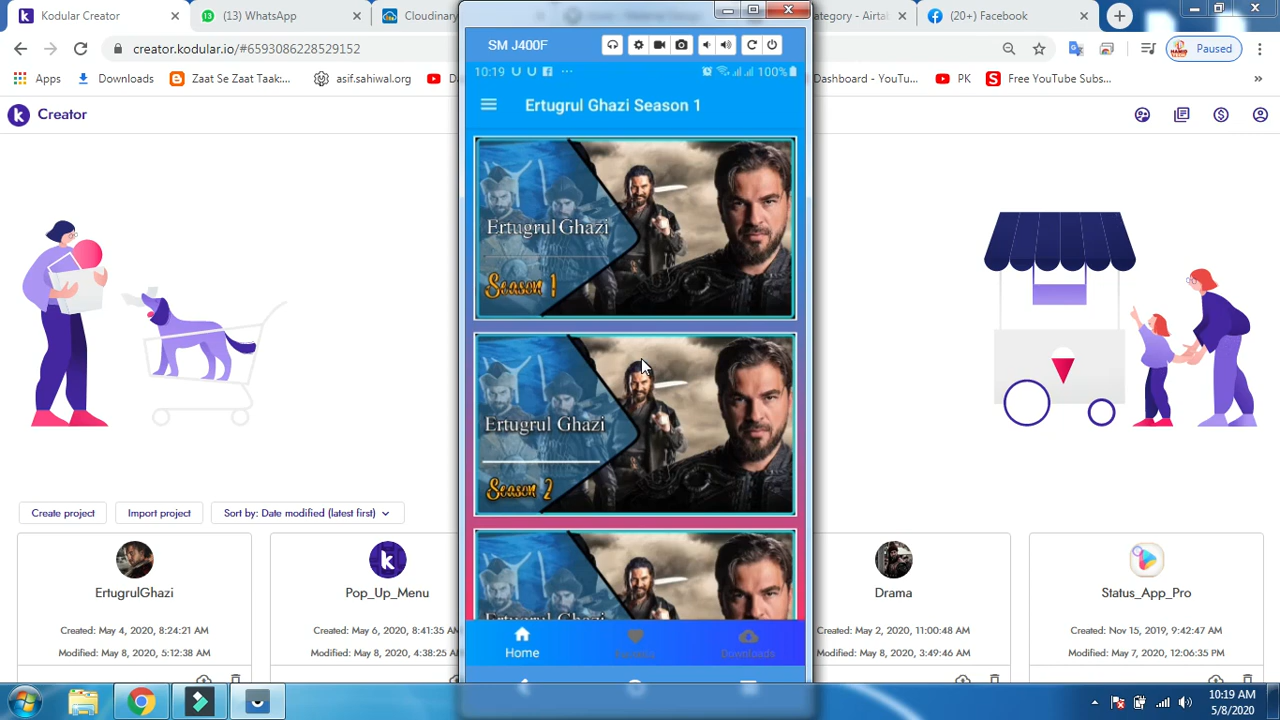 Kodular Creator
(13) WhatsApp
Cloudinary
ategory - Airtal
(20+) Facebook
creator.kodular.io/#6593086228529152
Paused
Apps
Downloads
Zaat Se Zaat Taak:...
asif.sahiwal.org
Dashboard - YouTu...
PK
Free YouTube Subs...
Creator
SM J400F
10:19
100%
Ertugrul Ghazi Season 1
Ertugrul Ghazi
Season 1
Ertugrul Ghazi
Season 2
Home
Downloads
Create project
Import project
Sort by: Date modified (latest first)
ErtugrulGhazi
Created: May 4, 2020, 8:24:21 AM
Modified: May 8, 2020, 5:12:38 AM
Pop_Up_Menu
Created: May 6, 2020, 8:41:35
Modified: May 8, 2020, 4:38:25
Drama
Created: May 2, 2020, 11:00:48 AM
Modified: May 8, 2020, 3:49:46 AM
Status_App_Pro
Created: Nov 15, 2019, 9:42:47 AM
Modified: May 7, 2020, 12:06:35 PM
10:19 AM
5/8/2020